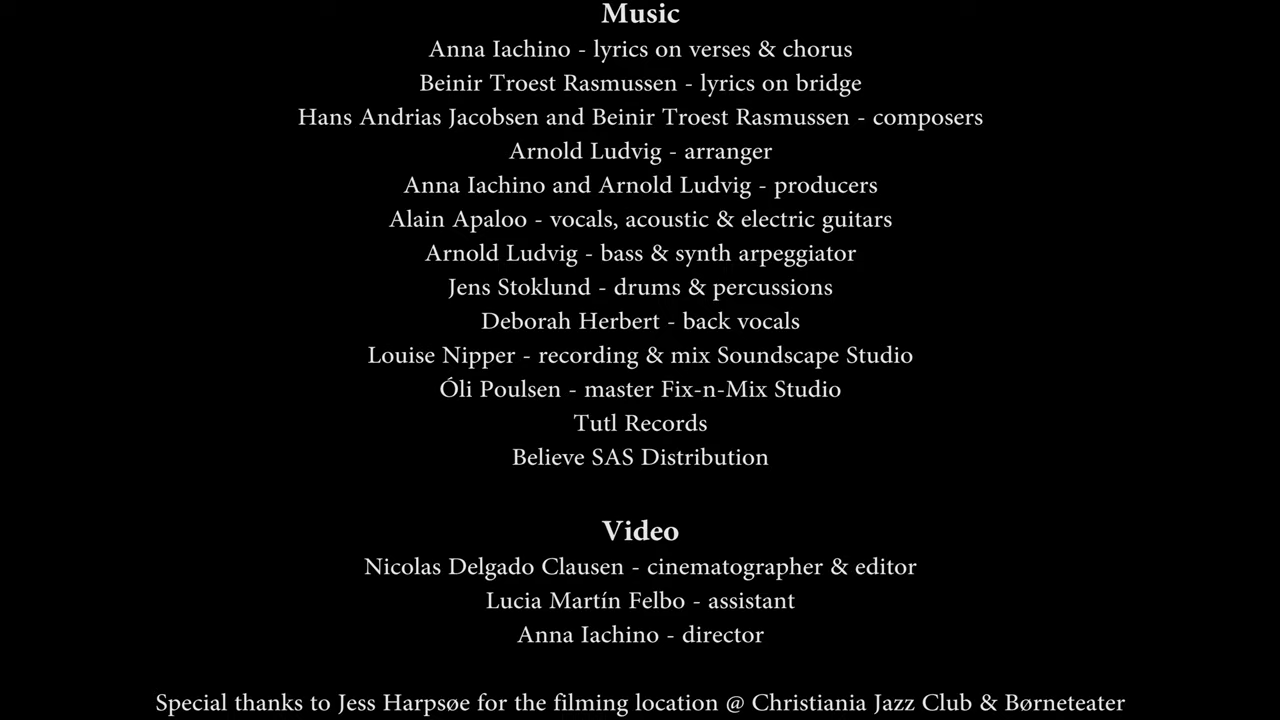 Music
Anna Iachino - lyrics on verses & chorus
Beinir Troest Rasmussen - lyrics on bridge
Hans Andrias Jacobsen and Beinir Troest Rasmussen - composers
Arnold Ludvig - arranger
Anna Iachino and Arnold Ludvig - producers
Alain Apaloo - vocals, acoustic & electric guitars
Arnold Ludvig - bass & synth arpeggiator
Jens Stoklund - drums & percussions
Deborah Herbert - back vocals
Louise Nipper - recording & mix Soundscape Studio
Óli Poulsen - master Fix-n-Mix Studio
Tutl Records
Believe SAS Distribution
Video
Nicolas Delgado Clausen - cinematographer & editor
Lucia Martín Felbo - assistant
Anna Iachino - director
Special thanks to Jess Harpsøe for the filming location @ Christiania Jazz Club & Børneteater